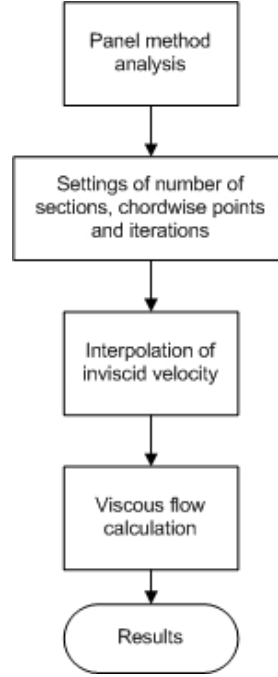 Panel method
analysis
Settings of number of
sections, chordwise points
and iterations
Interpolation of
inviscid velocity
Viscous flow
calculation
Results